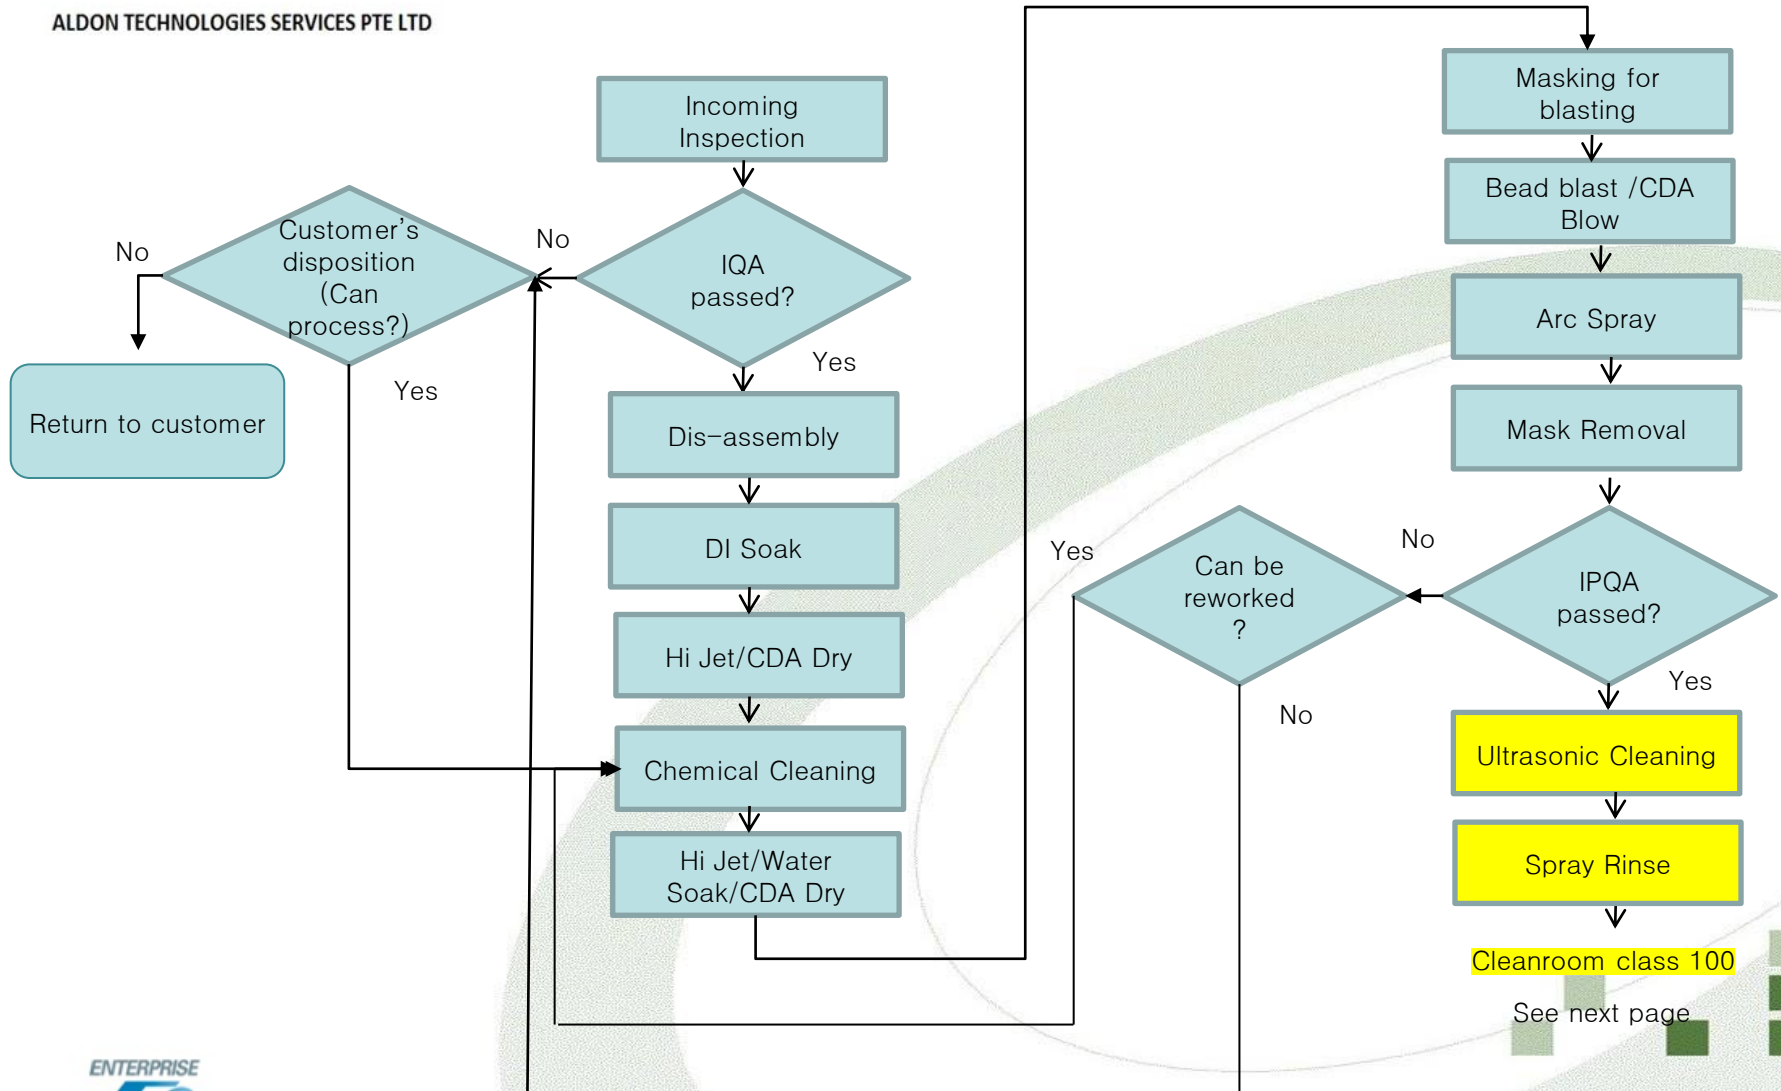 ALDON TECHNOLOGIES SERVICES PTE LTD
Incoming
Inspection
IQA
passed?
No
Customer's
disposition
(Can
process?)
No
Return to customer
Yes
Yes
Dis-assembly
DI Soak
Hi Jet/CDA Dry
Chemical Cleaning
Hi Jet/Water
Soak/CDA Dry
Masking for
blasting
Bead blast /CDA
Blow
Arc Spray
Mask Removal
IPQA
passed?
No
Can be
reworked
?
Yes
No
Yes
Ultrasonic Cleaning
Spray Rinse
Cleanroom class 100
See next page
ENTERPRISE